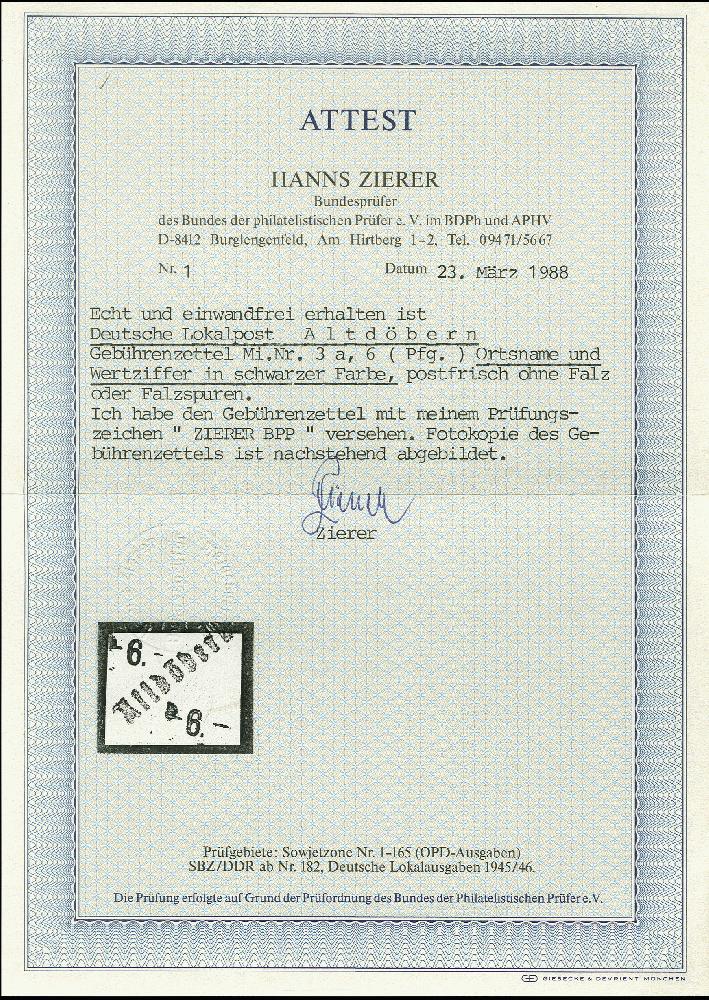 ATTEST
HANNS ZIERER
Bundesprüfer
des Bundes der philatelistischen Prüfer e. V. im BDPh und APHV
D-8412 Burglengenfeld, Am Hirtberg 1-2, Tel. 09471/5667
Nr. 1 Datum 23. März 1988
Echt und einwandfrei erhalten ist
Deutsche Lokalpost A l t d ö b e r n
Gebührenzettel Mi.Nr. 3 a, 6 ( Pfg. ) Ortsname und
Wertziffer in schwarzer Farbe, postfrisch ohne Falz
oder Falzspuren.
Ich habe den Gebührenzettel mit meinem Prüfungs-
zeichen " ZIERER BPP " versehen. Fotokopie des Ge-
bührenzettels ist nachstehend abgebildet.
Zierer
Zierer
6.-
Altdöbern
6.-
Prüfgebiete: Sowjetzone Nr. 1-165 (OPD-Ausgaben)
SBZ/DDR ab Nr. 182, Deutsche Lokalausgaben 1945/46.
Die Prüfung erfolgte auf Grund der Prüfordnung des Bundes der Philatelistischen Prüfer e.V.
GIESECKE & DEVRIENT MÜNCHEN